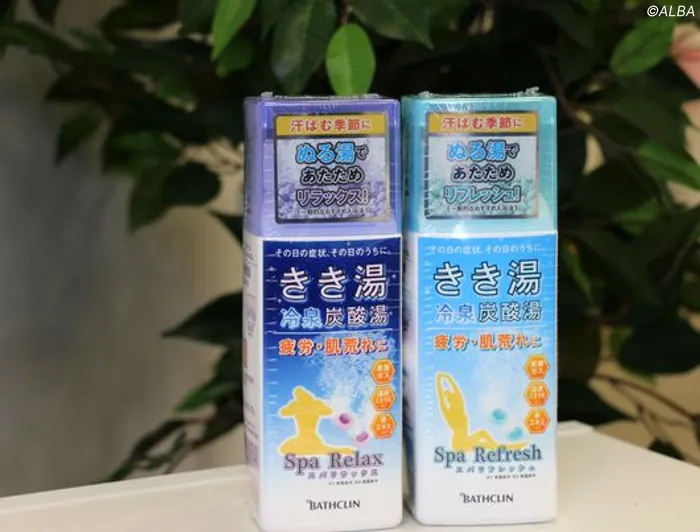 ©ALBA
汗ばむ季節に
ぬる湯で
あたため
リラックス!
その日の症状、その日のうちに。
きき湯
冷泉炭酸湯
疲労・肌荒れに
Spa Relax
スパリラックス
BATHCLIN
汗ばむ季節に
ぬる湯で
あたため
リフレッシュ!
その日の症状、その日のうちに。
きき湯
冷泉炭酸湯
疲労・肌荒れに
Spa Refresh
スパリフレッシュ
BATHCLIN